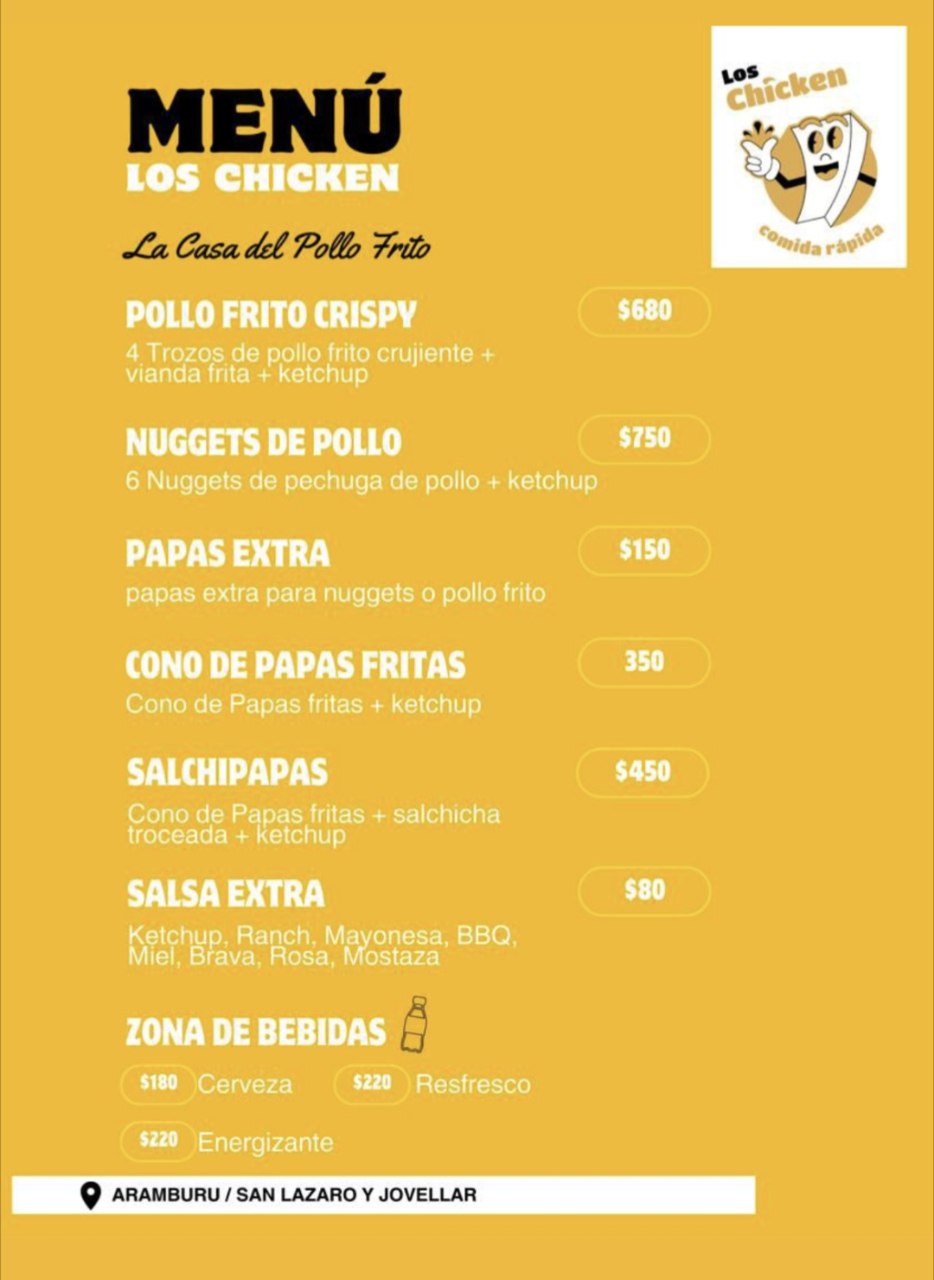 Los
Chicken
comida rápida
MENÚ
LOS CHICKEN
La Casa del Pollo Frito
POLLO FRITO CRISPY $680
4 Trozos de pollo frito crujiente +
vianda frita + ketchup
NUGGETS DE POLLO $750
6 Nuggets de pechuga de pollo + ketchup
PAPAS EXTRA $150
papas extra para nuggets o pollo frito
CONO DE PAPAS FRITAS 350
Cono de Papas fritas + ketchup
SALCHIPAPAS $450
Cono de Papas fritas + salchicha
troceada + ketchup
SALSA EXTRA $80
Ketchup, Ranch, Mayonesa, BBQ,
Miel, Brava, Rosa, Mostaza
ZONA DE BEBIDAS
$180 Cerveza $220 Resfresco
$220 Energizante
ARAMBURU / SAN LAZARO Y JOVELLAR